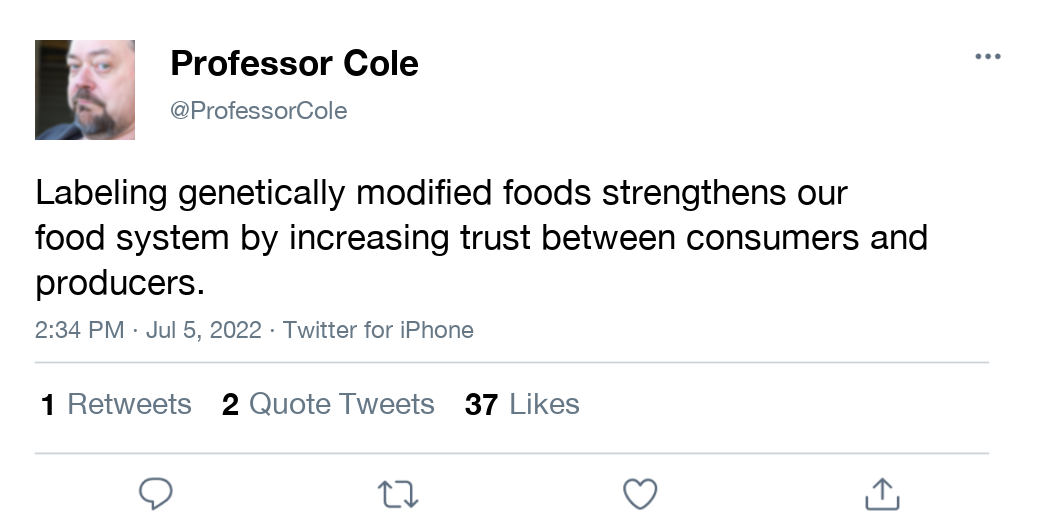 Professor Cole
@ProfessorCole
Labeling genetically modified foods strengthens our
food system by increasing trust between consumers and
producers.
2:34 PM · Jul 5, 2022 · Twitter for iPhone
1 Retweets 2 Quote Tweets 37 Likes